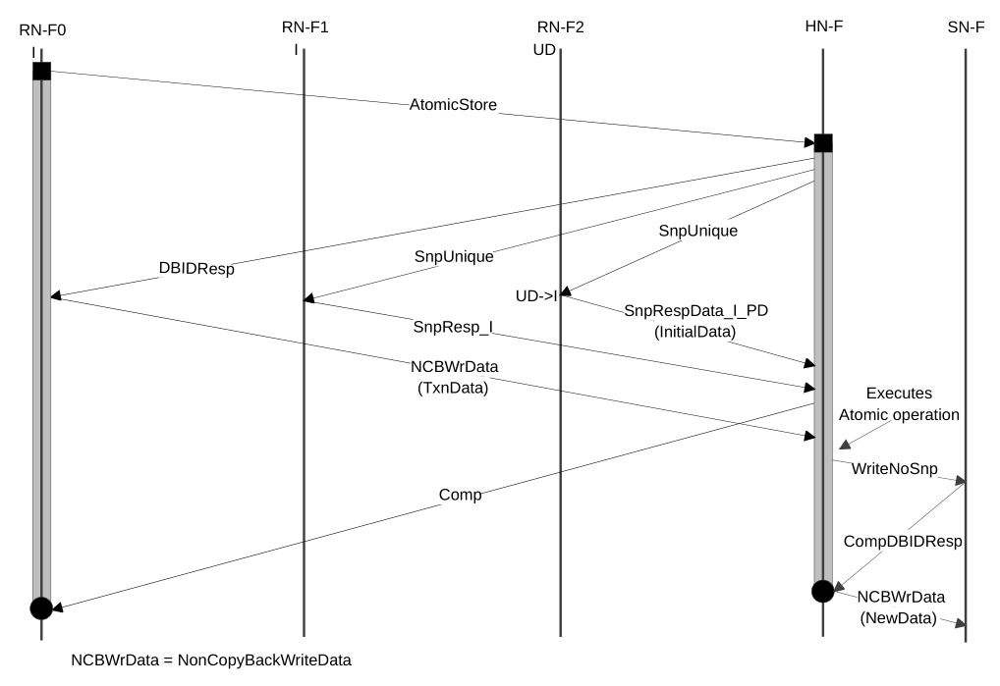 RN-F0
RN-F1
RN-F2
HN-F
SN-F
I
I
UD
AtomicStore
SnpUnique
SnpUnique
DBIDResp
UD->I
SnpRespData_I_PD
(InitialData)
SnpResp_I
NCBWrData
(TxnData)
Executes
Atomic operation
WriteNoSnp
Comp
CompDBIDResp
NCBWrData
(NewData)
NCBWrData = NonCopyBackWriteData